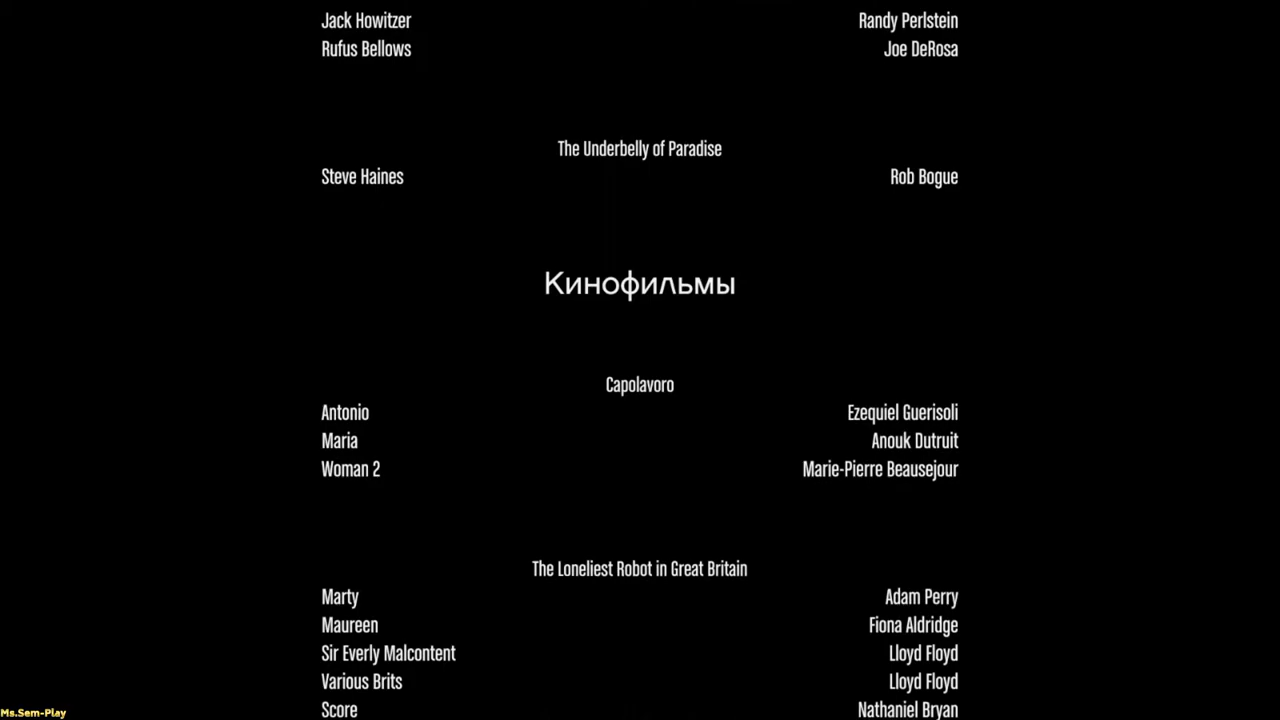 Jack Howitzer Randy Perlstein
Rufus Bellows Joe DeRosa
The Underbelly of Paradise
Steve Haines Rob Bogue
Кинофильмы
Capolavoro
Antonio Ezequiel Guerisoli
Maria Anouk Dutruit
Woman 2 Marie-Pierre Beausejour
The Loneliest Robot in Great Britain
Marty Adam Perry
Maureen Fiona Aldridge
Sir Everly Malcontent Lloyd Floyd
Various Brits Lloyd Floyd
Score Nathaniel Bryan
Ms.Sem-Play